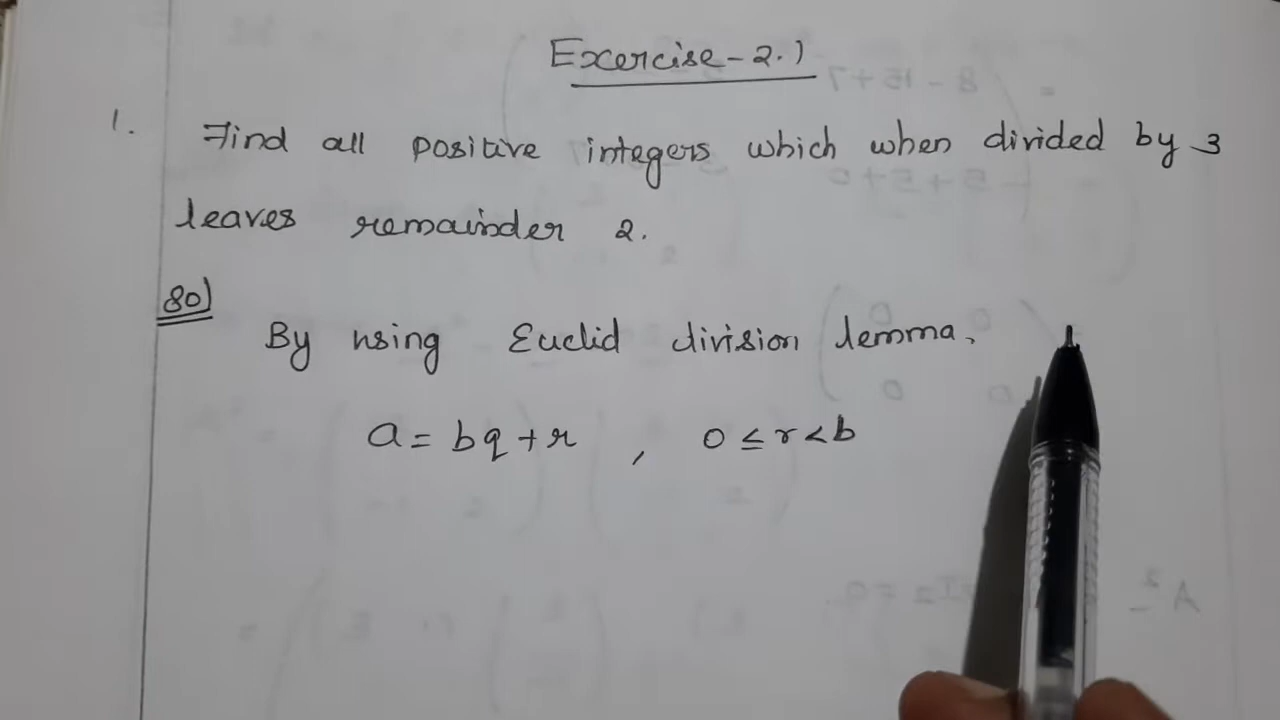 Exercise-2.1
1. Find all positive integers which when divided by 3
leaves remainder 2.
So)
By using Euclid division lemma,
a = bq + r , 0 ≤ r < b